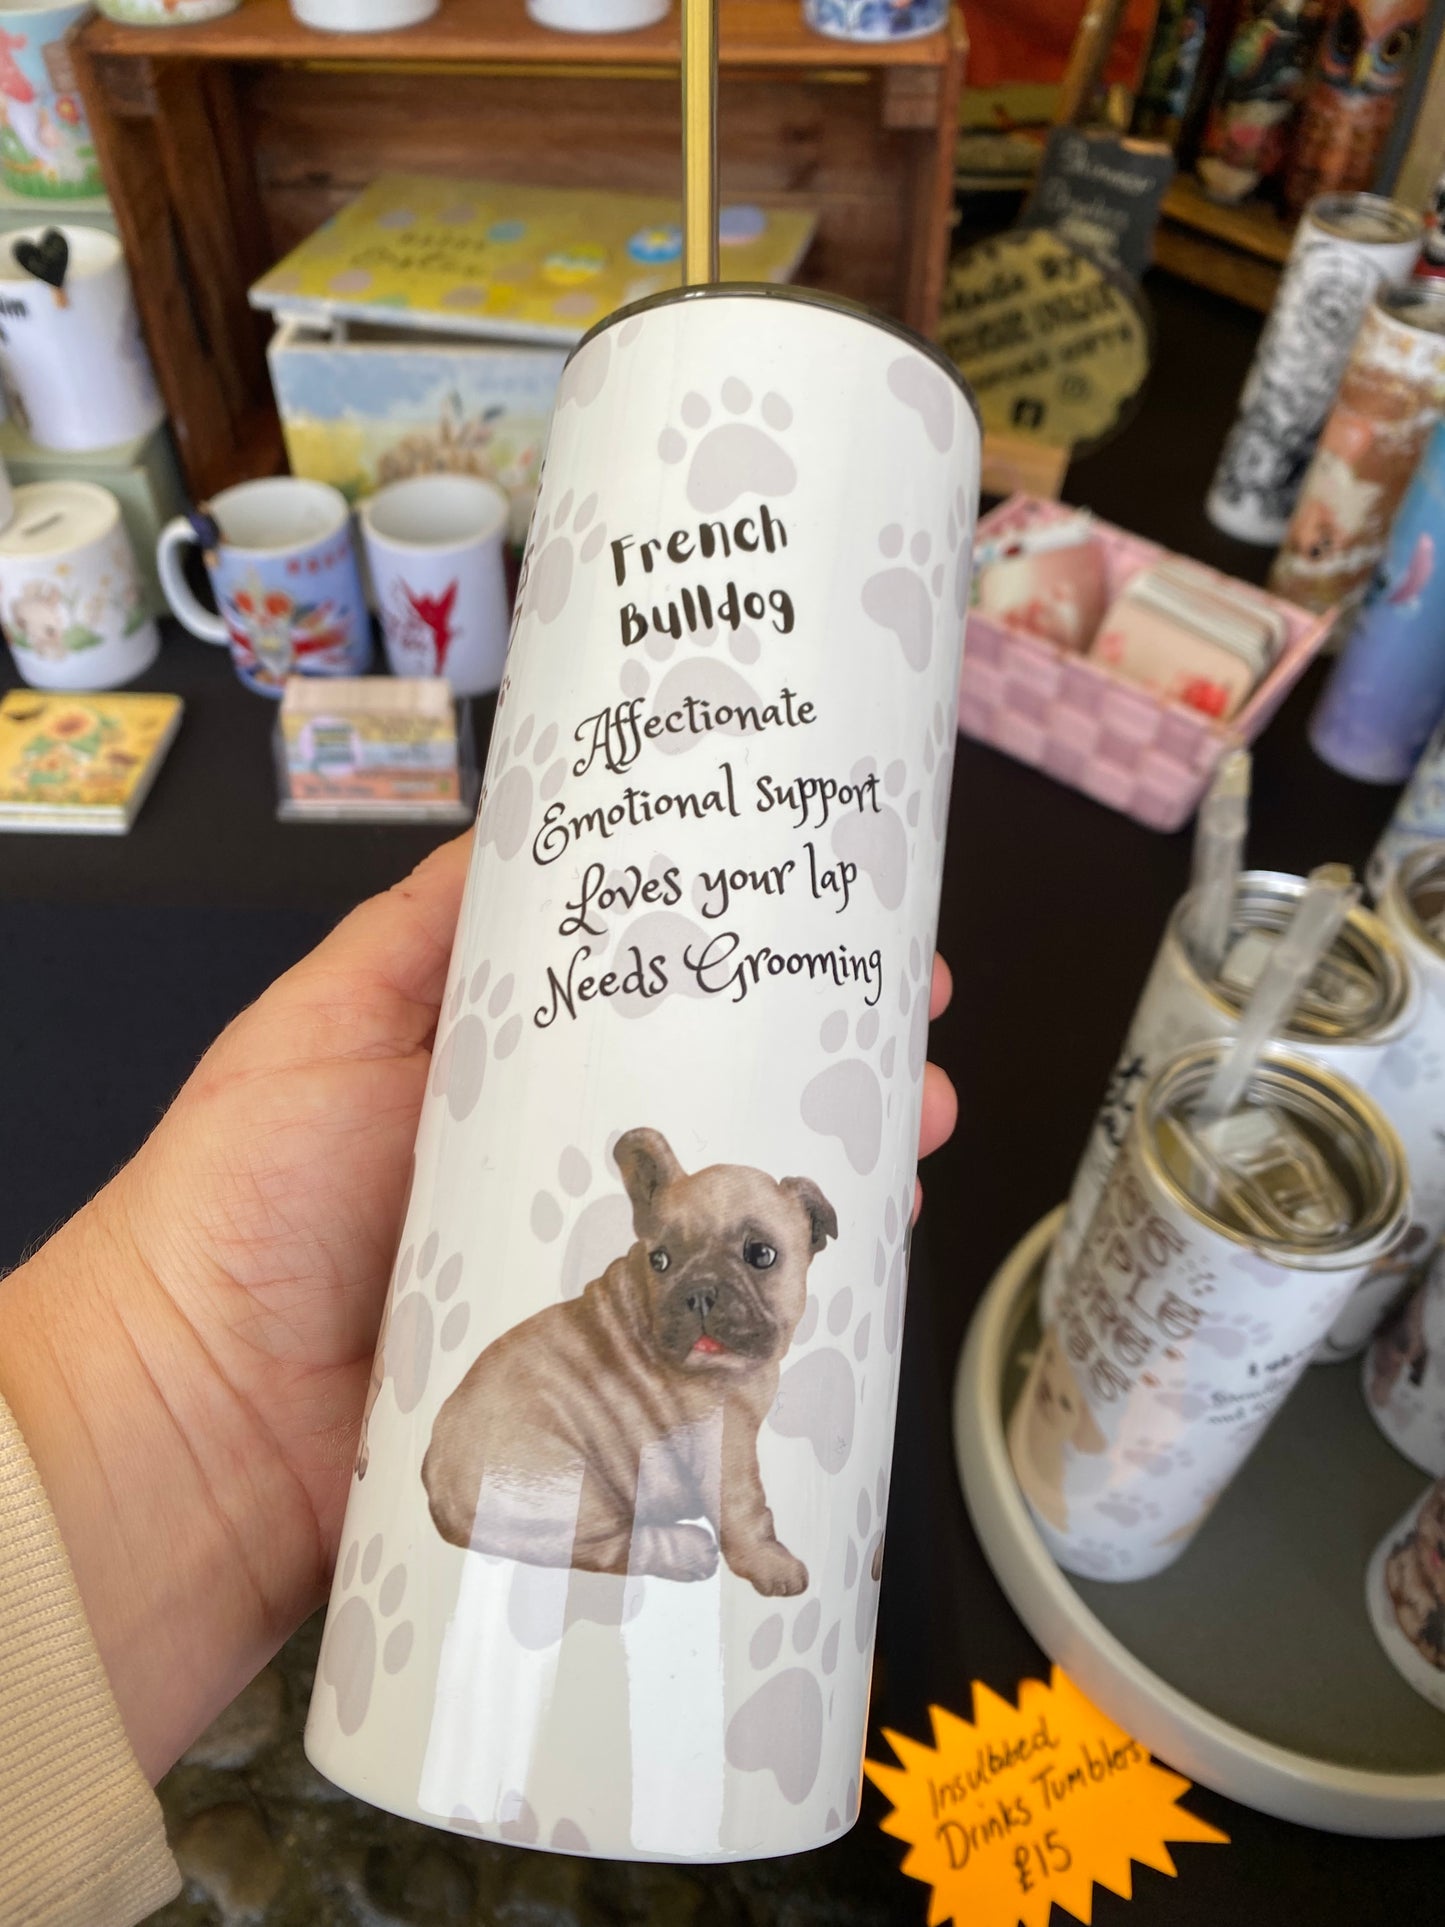 French
Bulldog
Affectionate
Emotional support
Loves your lap
Needs Grooming
Insulated
Drinks Tumblers
£15